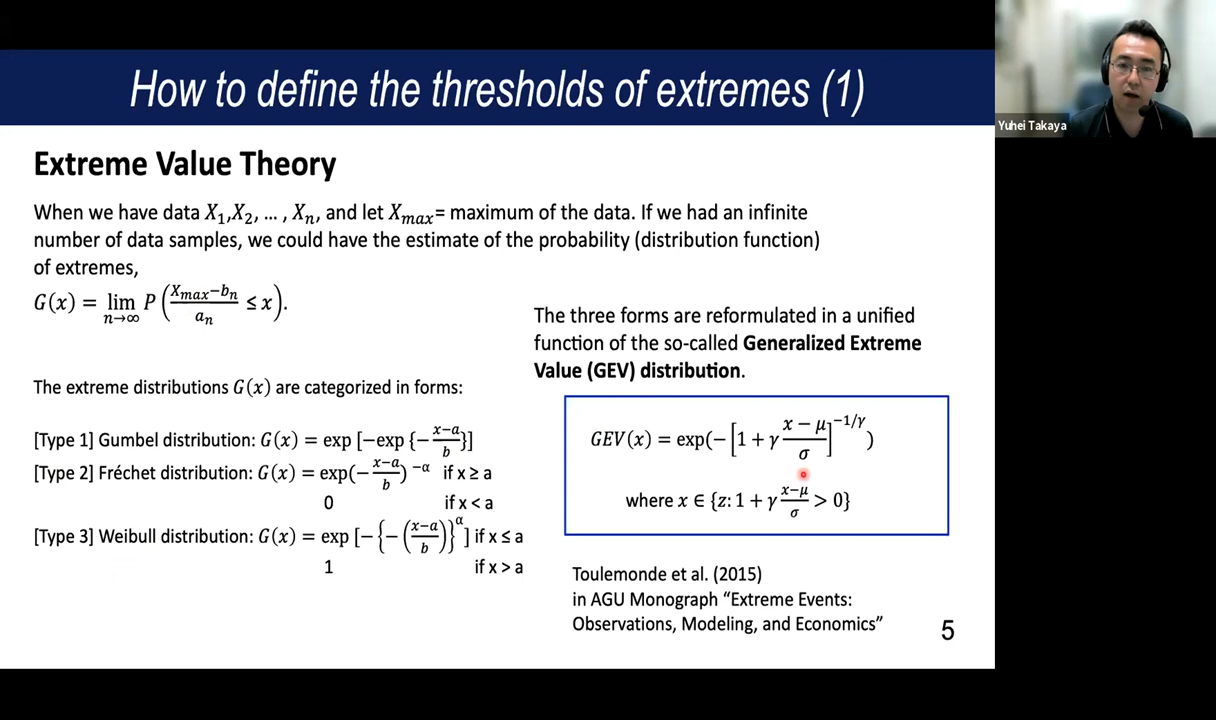 How to define the thresholds of extremes (1)
Yuhei Takaya
Extreme Value Theory
When we have data X₁,X₂, … , Xₙ, and let Xₘₐₓ= maximum of the data. If we had an infinite
number of data samples, we could have the estimate of the probability (distribution function)
of extremes,
G(x) = lim n→∞ P((Xₘₐₓ−bₙ)/aₙ ≤ x).
The extreme distributions G(x) are categorized in forms:
[Type 1] Gumbel distribution: G(x) = exp [−exp {−(x−a)/b}]
[Type 2] Fréchet distribution: G(x) = exp(−(x−a)/b)^−α if x ≥ a
0 if x < a
[Type 3] Weibull distribution: G(x) = exp [−{−((x−a)/b)}^α] if x ≤ a
1 if x > a
The three forms are reformulated in a unified
function of the so-called Generalized Extreme
Value (GEV) distribution.
GEV(x) = exp(−[1 + γ (x − μ)/σ]^−1/γ)
where x ∈ {z: 1 + γ (x−μ)/σ > 0}
Toulemonde et al. (2015)
in AGU Monograph “Extreme Events:
Observations, Modeling, and Economics”
5